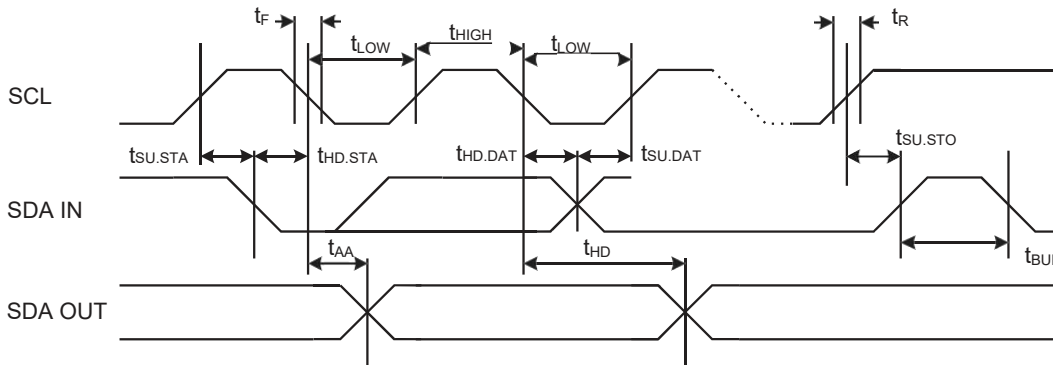 tF
tR
tLOW
tHIGH
tLOW
SCL
tSU.STA
tHD.STA
tHD.DAT
tSU.DAT
tSU.STO
SDA IN
tAA
tHD
tBU
SDA OUT